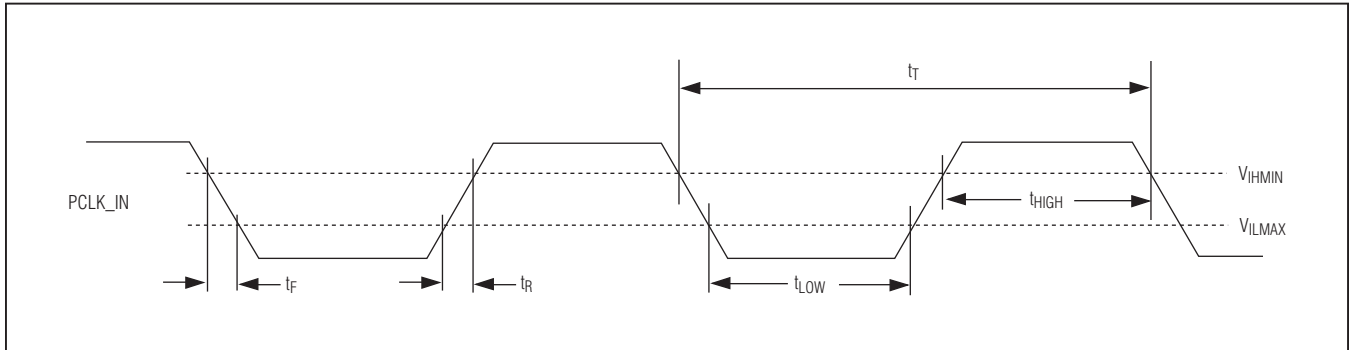 tT
VIHMIN
PCLK_IN
tHIGH
VILMAX
tF
tR
tLOW